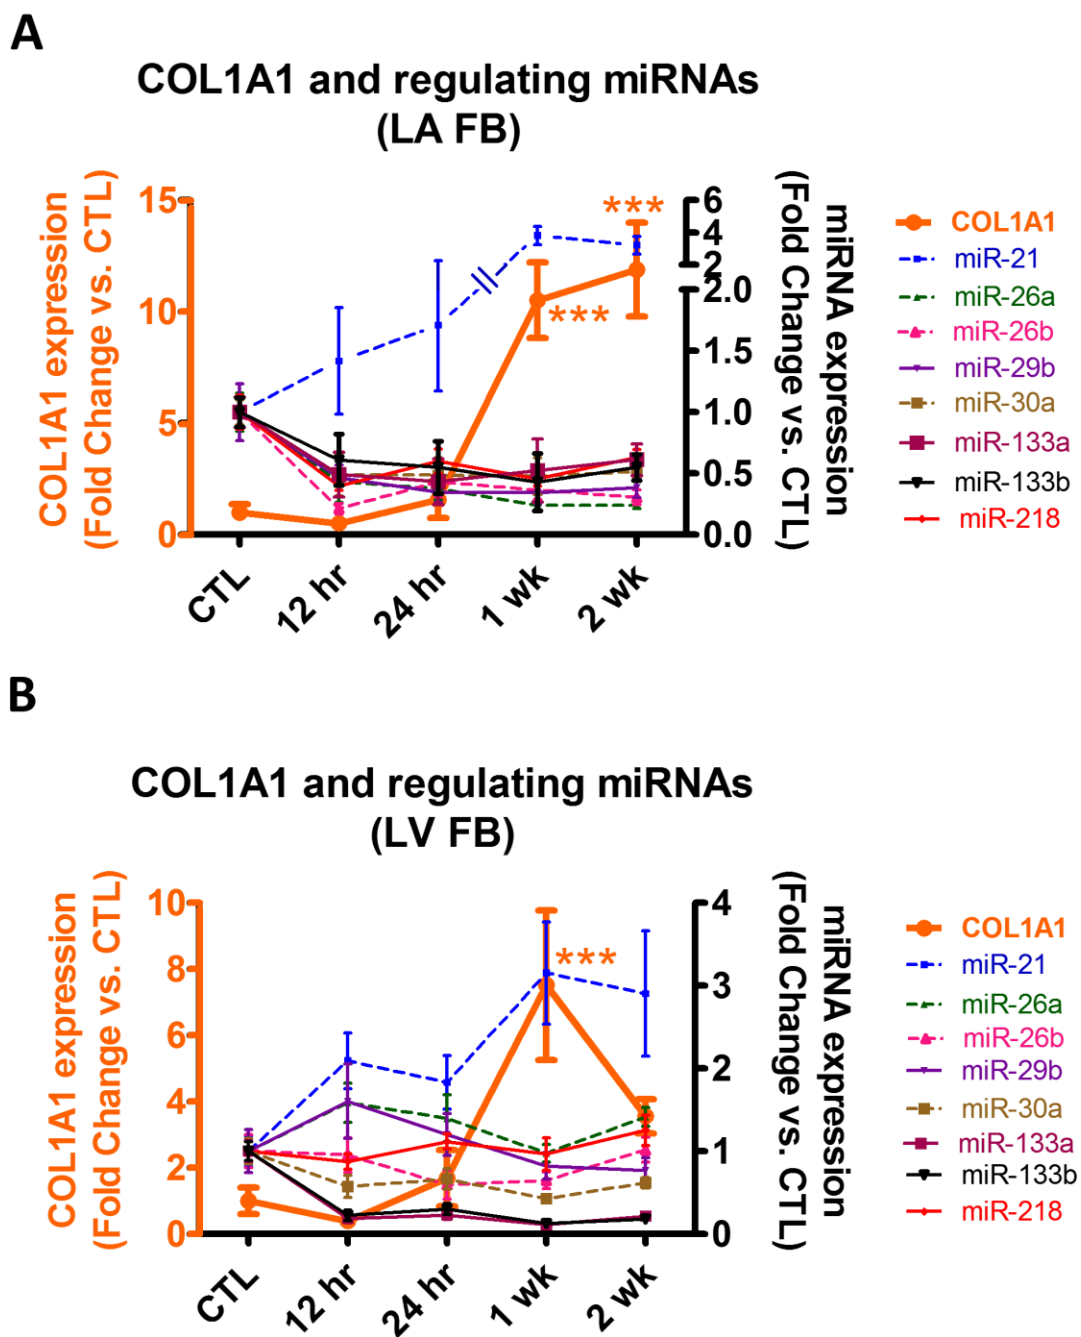 A
COL1A1 and regulating miRNAs
(LA FB)
COL1A1 expression
(Fold Change vs. CTL)
15
10
5
0
***
***
6
4
2
2.0
1.5
1.0
0.5
0.0
miRNA expression
(Fold Change vs. CTL)
CTL
12 hr
24 hr
1 wk
2 wk
COL1A1
miR-21
miR-26a
miR-26b
miR-29b
miR-30a
miR-133a
miR-133b
miR-218
B
COL1A1 and regulating miRNAs
(LV FB)
COL1A1 expression
(Fold Change vs. CTL)
10
8
6
4
2
0
***
4
3
2
1
0
miRNA expression
(Fold Change vs. CTL)
CTL
12 hr
24 hr
1 wk
2 wk
COL1A1
miR-21
miR-26a
miR-26b
miR-29b
miR-30a
miR-133a
miR-133b
miR-218